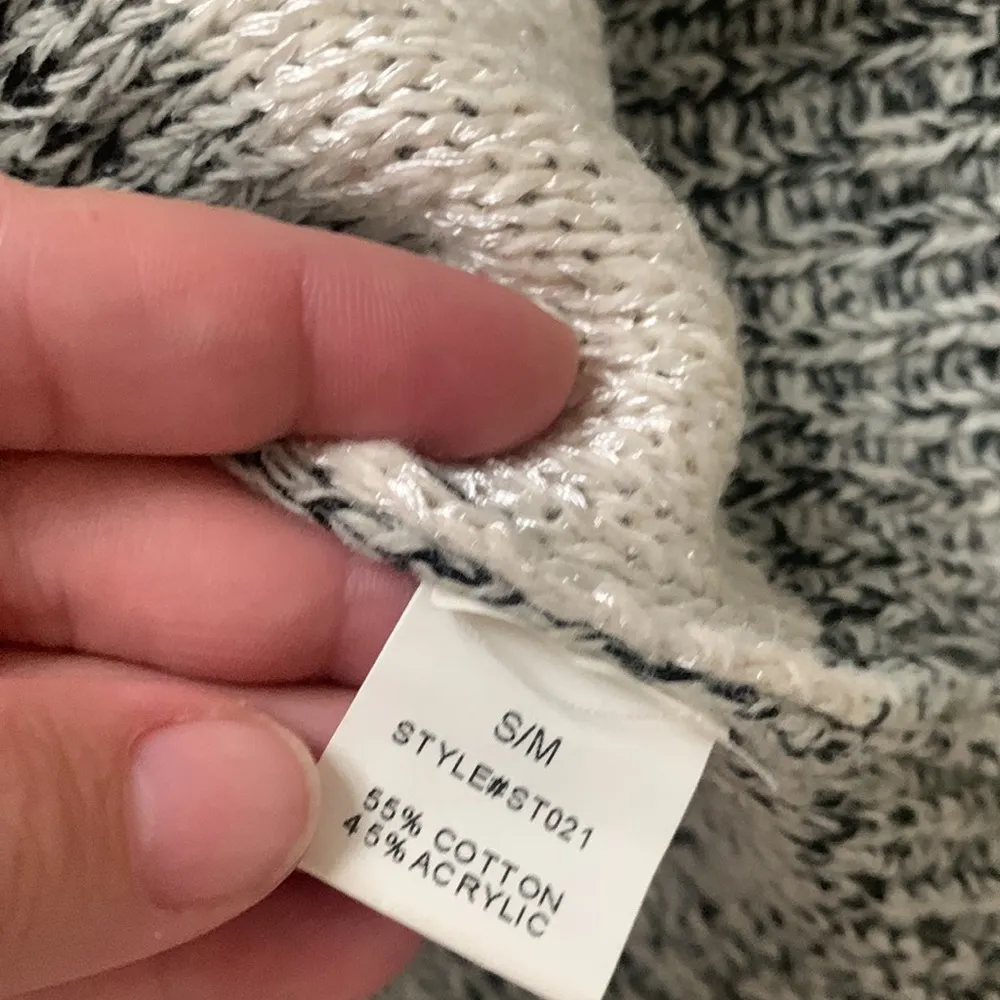 S/M
STYLE#ST021
55% COTTON
45% ACRYLIC